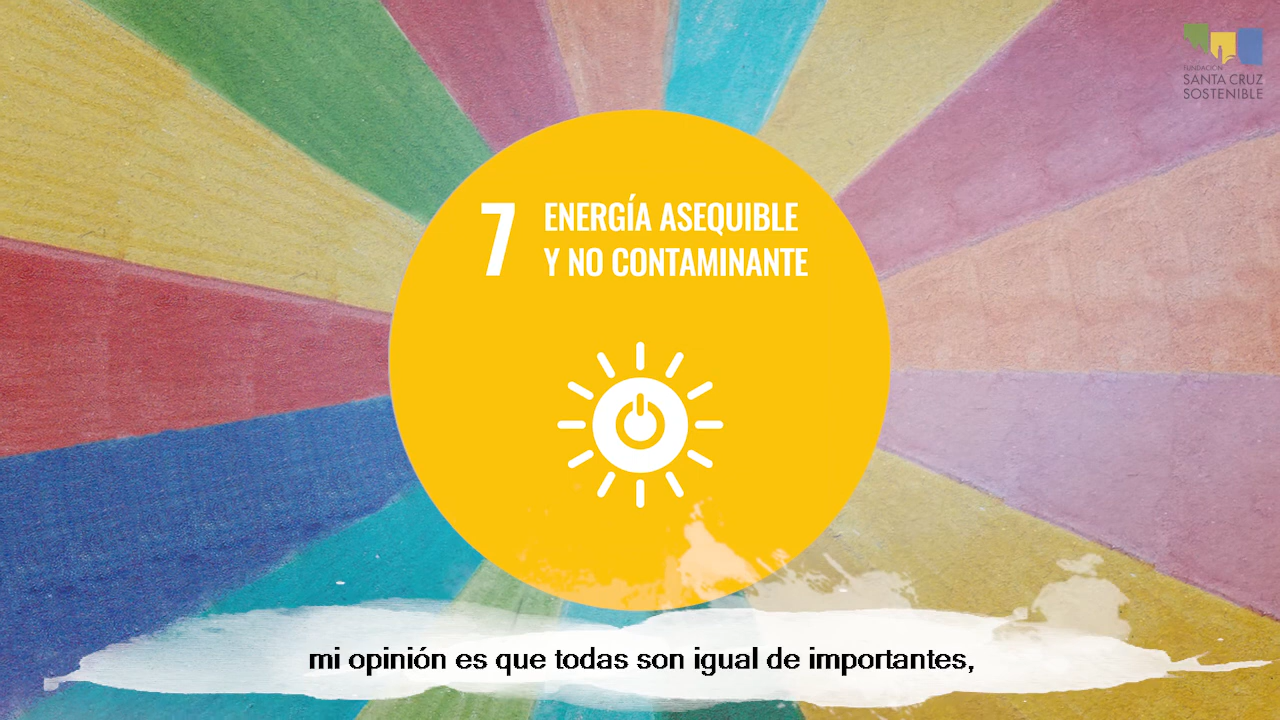 FUNDACIÓN
SANTA CRUZ
SOSTENIBLE
7 ENERGÍA ASEQUIBLE
Y NO CONTAMINANTE
mi opinión es que todas son igual de importantes,